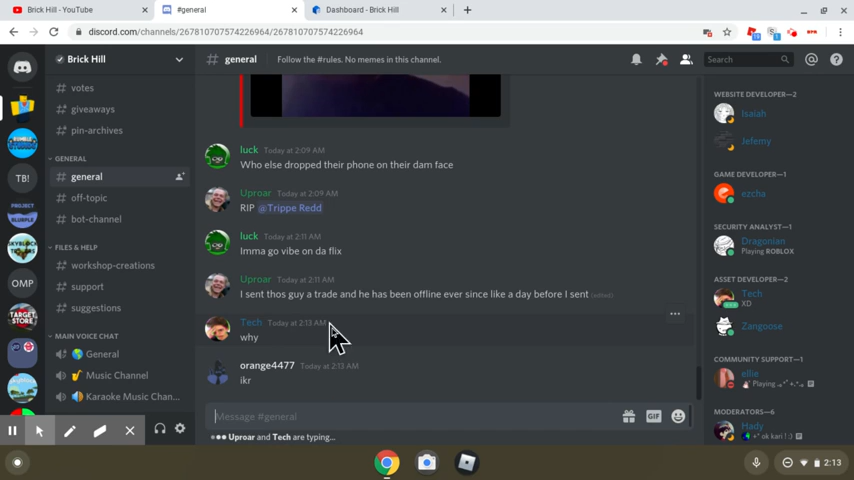 Brick Hill - YouTube
#general
Dashboard - Brick Hill
discord.com/channels/267810707574226964/267810707574226964
Brick Hill
general
Follow the #rules. No memes in this channel.
Search
votes
giveaways
pin-archives
GENERAL
general
off-topic
bot-channel
FILES & HELP
workshop-creations
support
suggestions
MAIN VOICE CHAT
General
Music Channel
Karaoke Music Chan...
TB!
PROJECT
BLURPLE
OMP
TARGET
STORE
luck Today at 2:09 AM
Who else dropped their phone on their dam face
Uproar Today at 2:09 AM
RIP @Trippe Redd
luck Today at 2:11 AM
Imma go vibe on da flix
Uproar Today at 2:11 AM
I sent thos guy a trade and he has been offline ever since like a day before I sent (edited)
Tech Today at 2:13 AM
why
orange4477 Today at 2:13 AM
ikr
Message #general
GIF
Uproar and Tech are typing...
WEBSITE DEVELOPER—2
Isaiah
Jefemy
GAME DEVELOPER—1
ezcha
SECURITY ANALYST—1
Dragonian
Playing ROBLOX
ASSET DEVELOPER—2
Tech
XD
Zangoose
COMMUNITY SUPPORT—1
ellie
MODERATORS—6
Hady
2:13